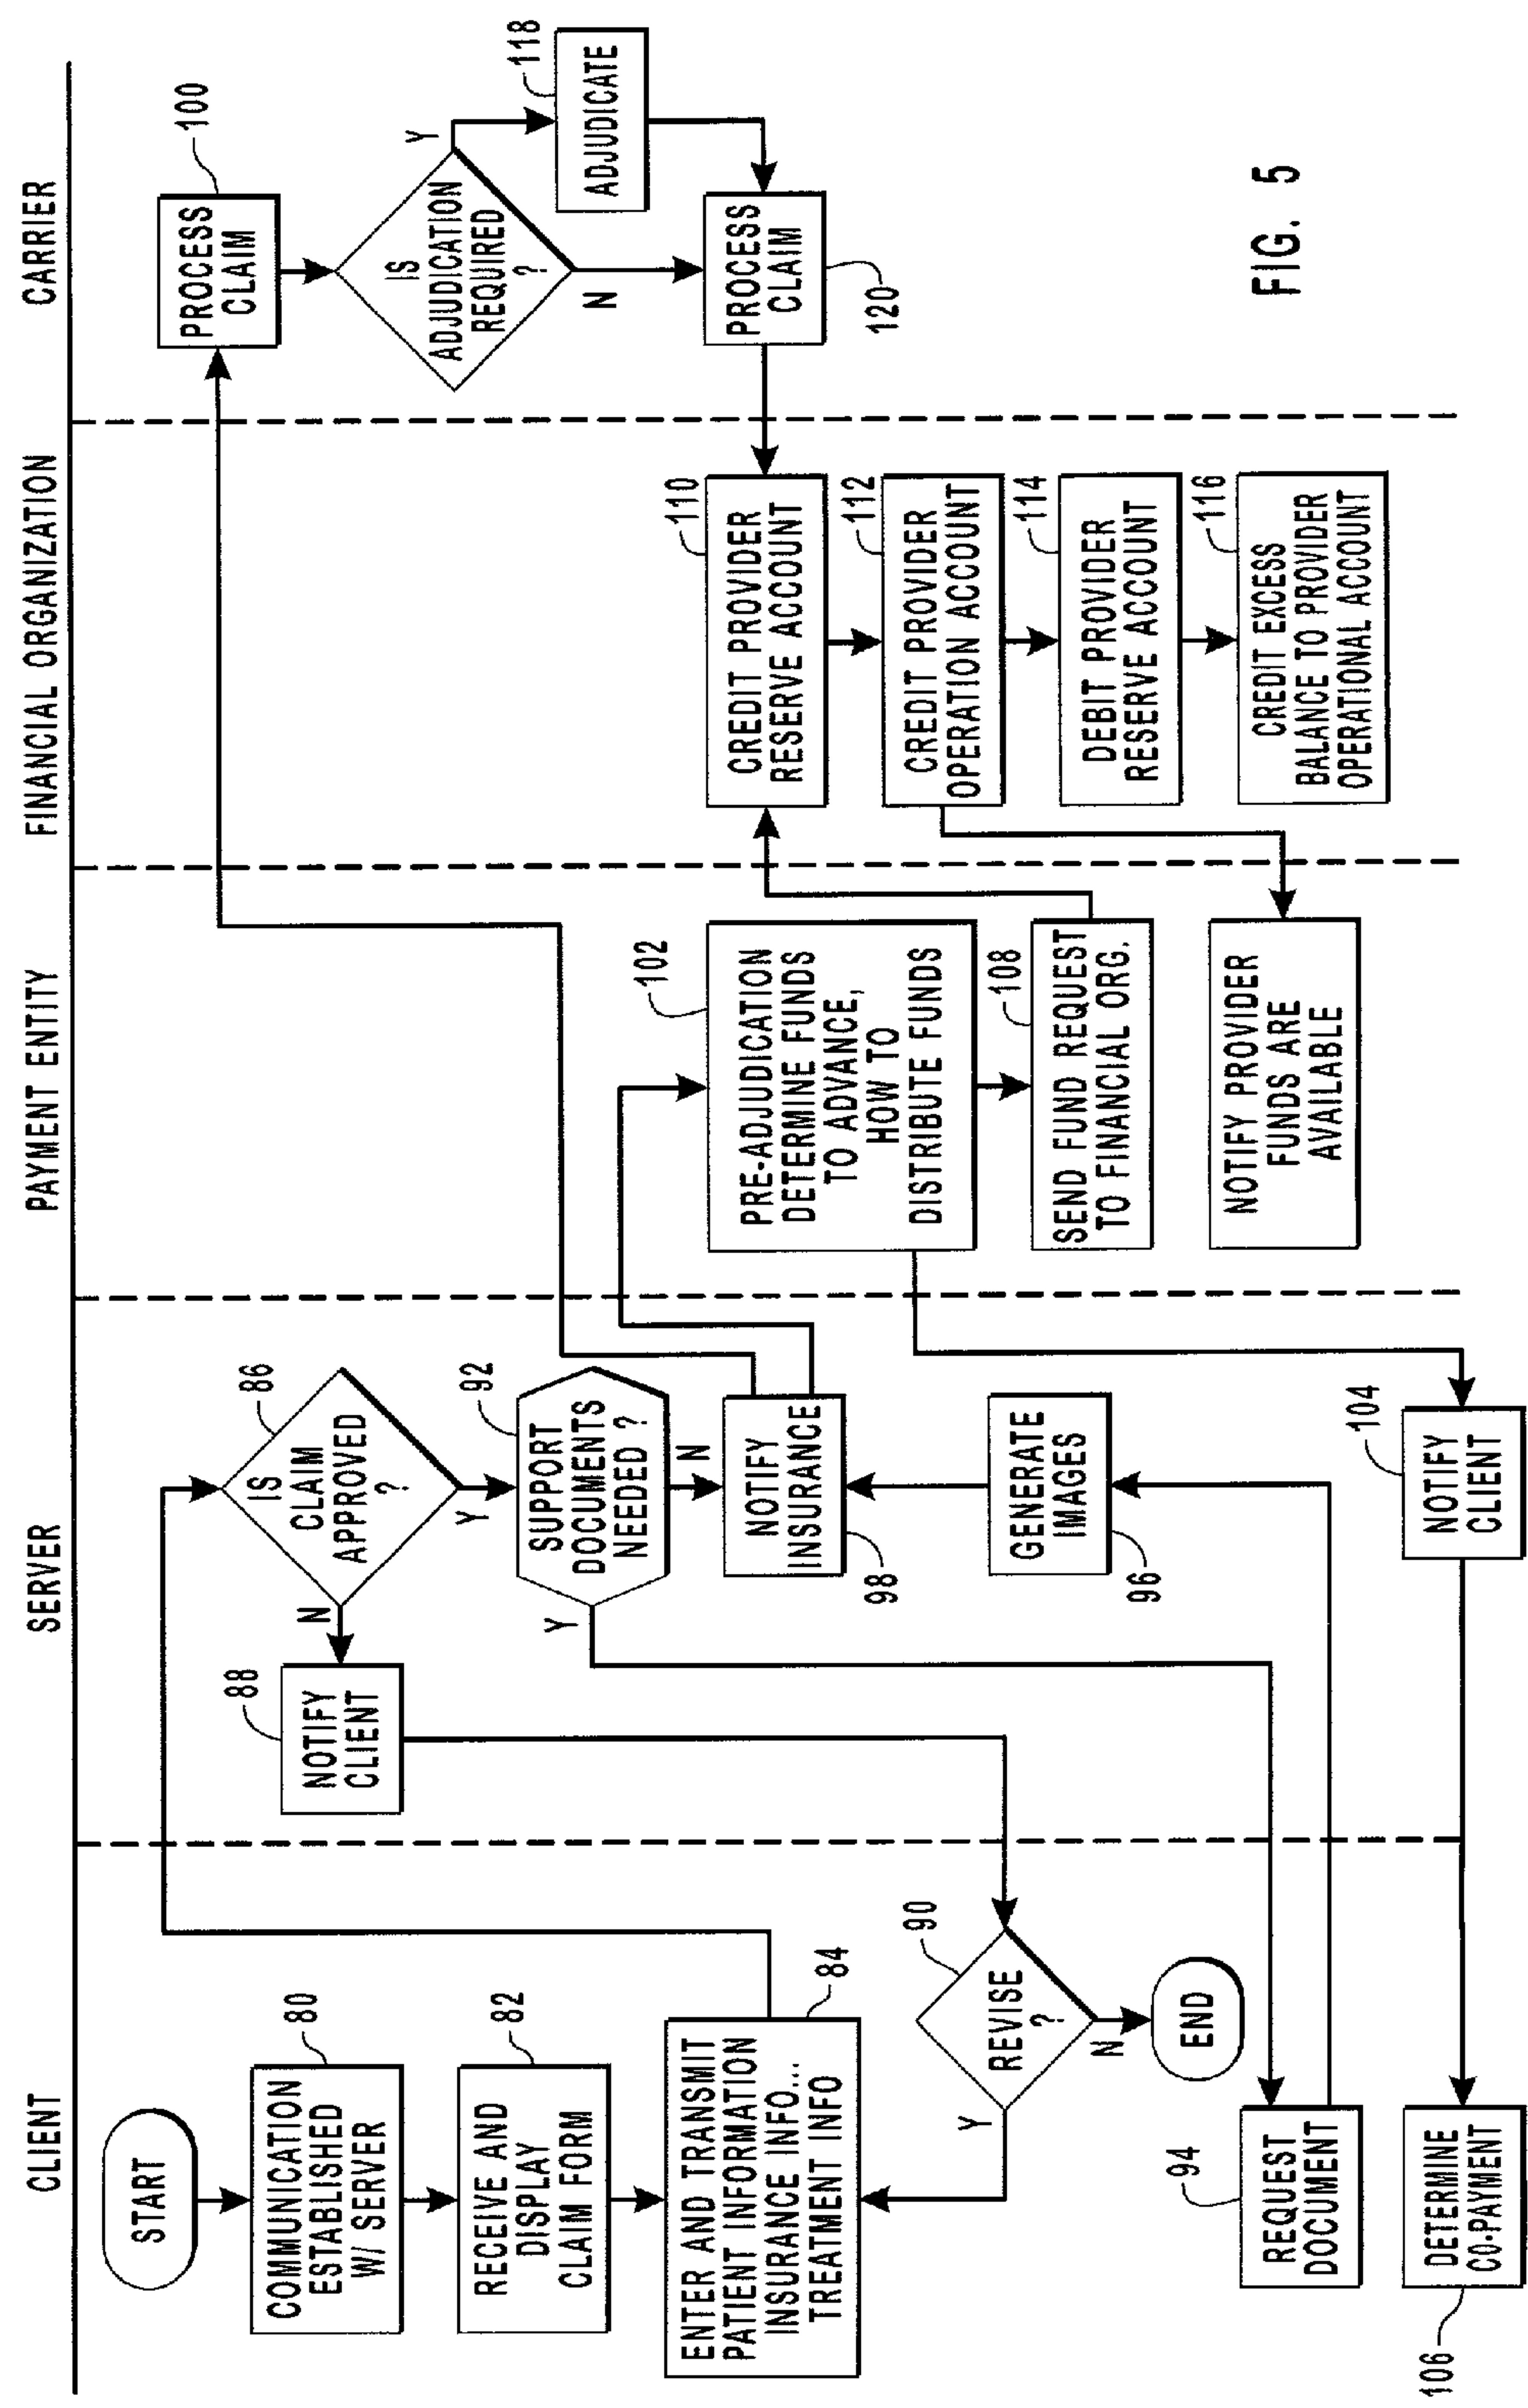 CLIENT
SERVER
PAYMENT ENTITY
FINANCIAL ORGANIZATION
CARRIER
START
80
COMMUNICATION
ESTABLISHED
W/ SERVER
82
RECEIVE AND
DISPLAY
CLAIM FORM
84
ENTER AND TRANSMIT
PATIENT INFORMATION
INSURANCE INFO...
TREATMENT INFO
90
REVISE
?
Y
N
END
94
REQUEST
DOCUMENT
106
DETERMINE
CO-PAYMENT
86
IS
CLAIM
APPROVED
?
N
Y
88
NOTIFY
CLIENT
92
SUPPORT
DOCUMENTS
NEEDED ?
Y
N
NOTIFY
INSURANCE
98
GENERATE
IMAGES
96
104
NOTIFY
CLIENT
102
PRE-ADJUDICATION
DETERMINE FUNDS
TO ADVANCE,
HOW TO
DISTRIBUTE FUNDS
108
SEND FUND REQUEST
TO FINANCIAL ORG.
NOTIFY PROVIDER
FUNDS ARE
AVAILABLE
110
CREDIT PROVIDER
RESERVE ACCOUNT
112
CREDIT PROVIDER
OPERATION ACCOUNT
114
DEBIT PROVIDER
RESERVE ACCOUNT
116
CREDIT EXCESS
BALANCE TO PROVIDER
OPERATIONAL ACCOUNT
100
PROCESS
CLAIM
IS
ADJUDICATION
REQUIRED
?
Y
N
118
ADJUDICATE
PROCESS
CLAIM
120
FIG. 5